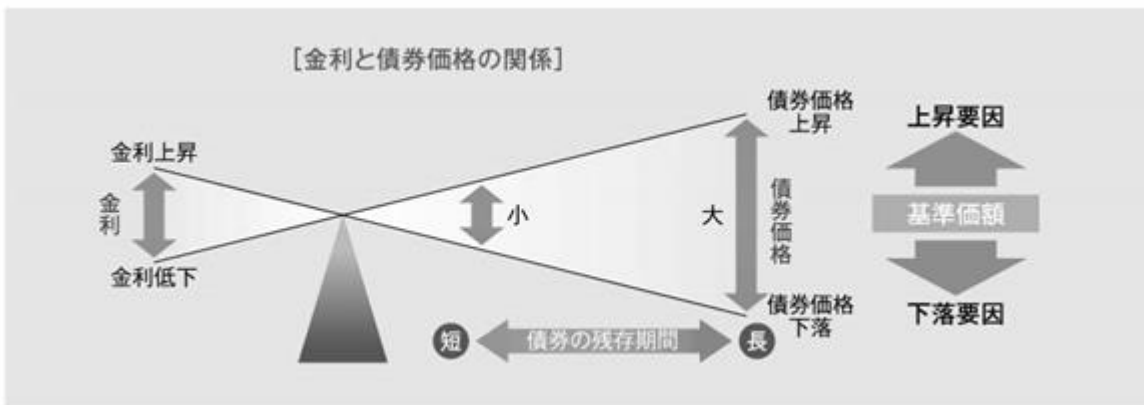 [金利と債券価格の関係]
金利上昇
金利
金利低下
小
大
債券価格
上昇
債券価格
債券価格
下落
短
債券の残存期間
長
上昇要因
基準価額
下落要因